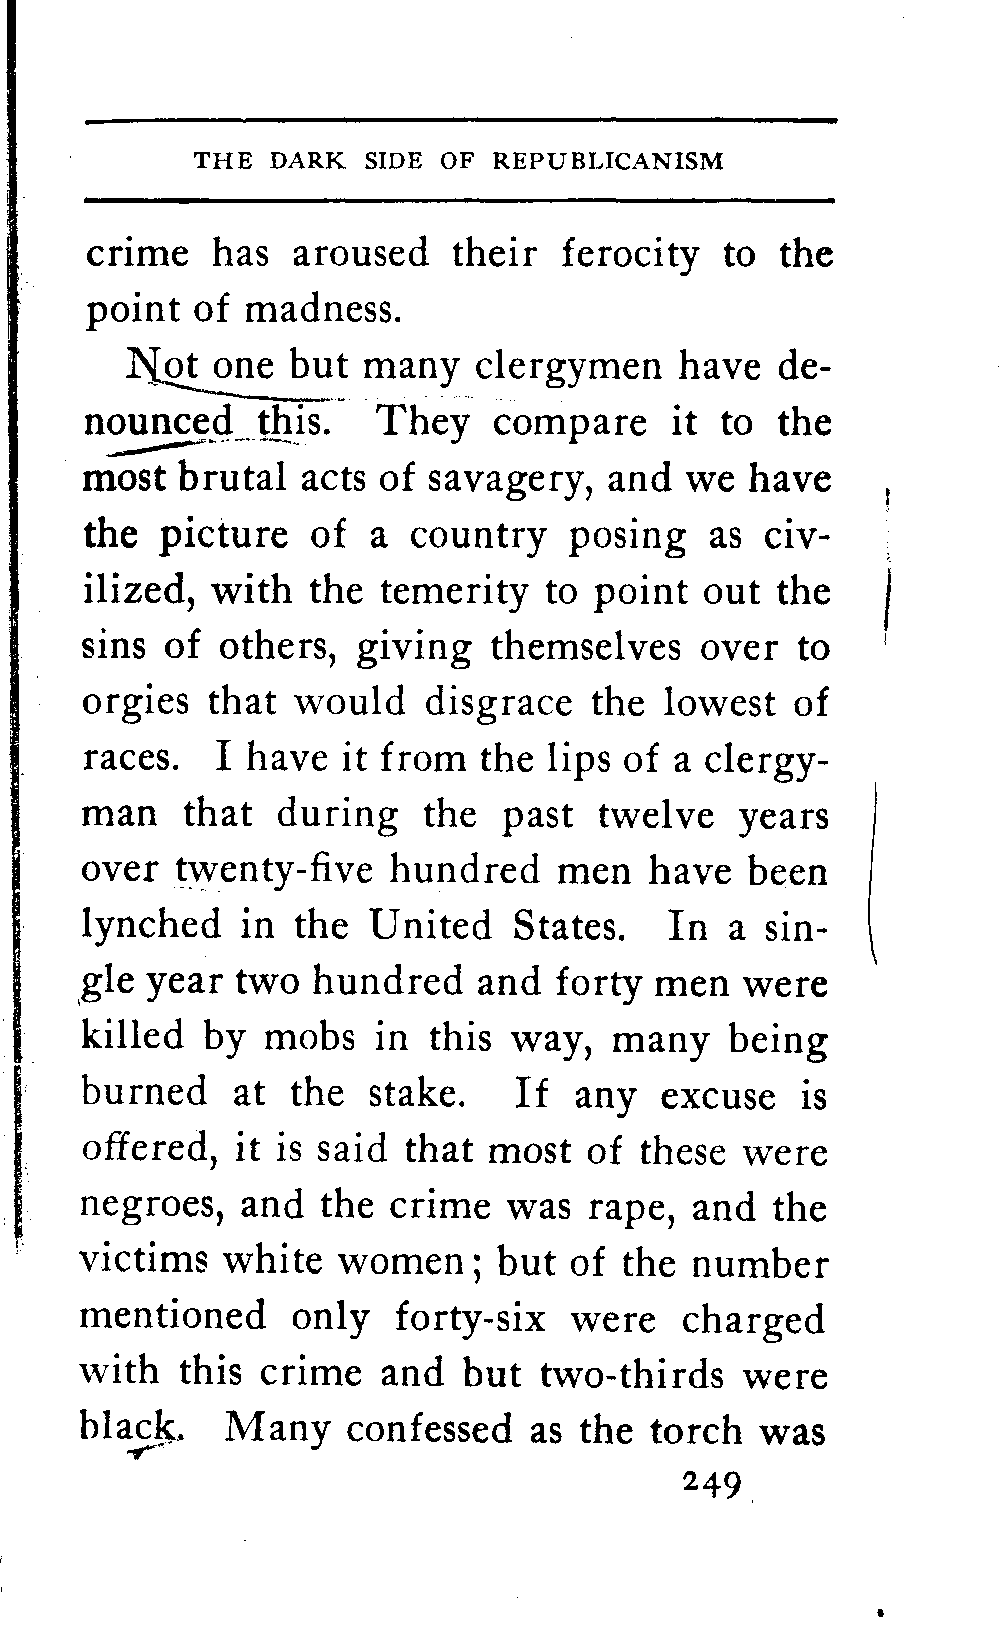 THE DARK SIDE OF REPUBLICANISM
crime has aroused their ferocity to the
point of madness.
Not one but many clergymen have de-
nounced this. They compare it to the
most brutal acts of savagery, and we have
the picture of a country posing as civ-
ilized, with the temerity to point out the
sins of others, giving themselves over to
orgies that would disgrace the lowest of
races. I have it from the lips of a clergy-
man that during the past twelve years
over twenty-five hundred men have been
lynched in the United States. In a sin-
gle year two hundred and forty men were
killed by mobs in this way, many being
burned at the stake. If any excuse is
offered, it is said that most of these were
negroes, and the crime was rape, and the
victims white women; but of the number
mentioned only forty-six were charged
with this crime and but two-thirds were
black. Many confessed as the torch was
249